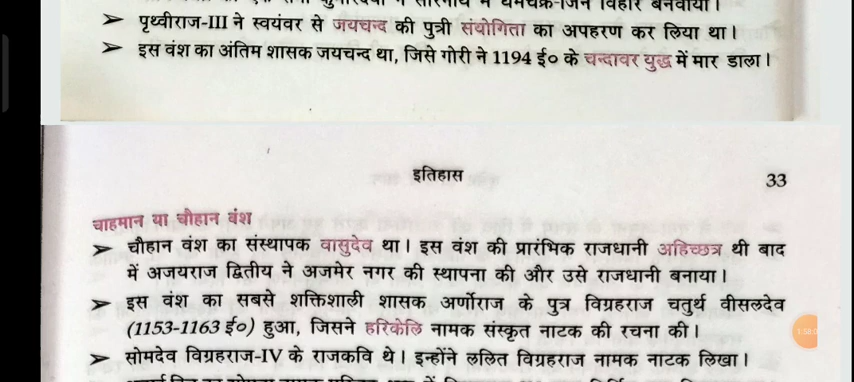 ➤ पृथ्वीराज-III ने स्वयंवर से जयचन्द की पुत्री संयोगिता का अपहरण कर लिया था।
➤ इस वंश का अंतिम शासक जयचन्द था, जिसे गोरी ने 1194 ई० के चन्दावर युद्ध में मार डाला।
इतिहास 33
चाहमान या चौहान वंश
➤ चौहान वंश का संस्थापक वासुदेव था। इस वंश की प्रारंभिक राजधानी अहिच्छत्र थी बाद
में अजयराज द्वितीय ने अजमेर नगर की स्थापना की और उसे राजधानी बनाया।
➤ इस वंश का सबसे शक्तिशाली शासक अर्णोराज के पुत्र विग्रहराज चतुर्थ वीसलदेव
(1153-1163 ई०) हुआ, जिसने हरिकेलि नामक संस्कृत नाटक की रचना की।
➤ सोमदेव विग्रहराज-IV के राजकवि थे। इन्होंने ललित विग्रहराज नामक नाटक लिखा।